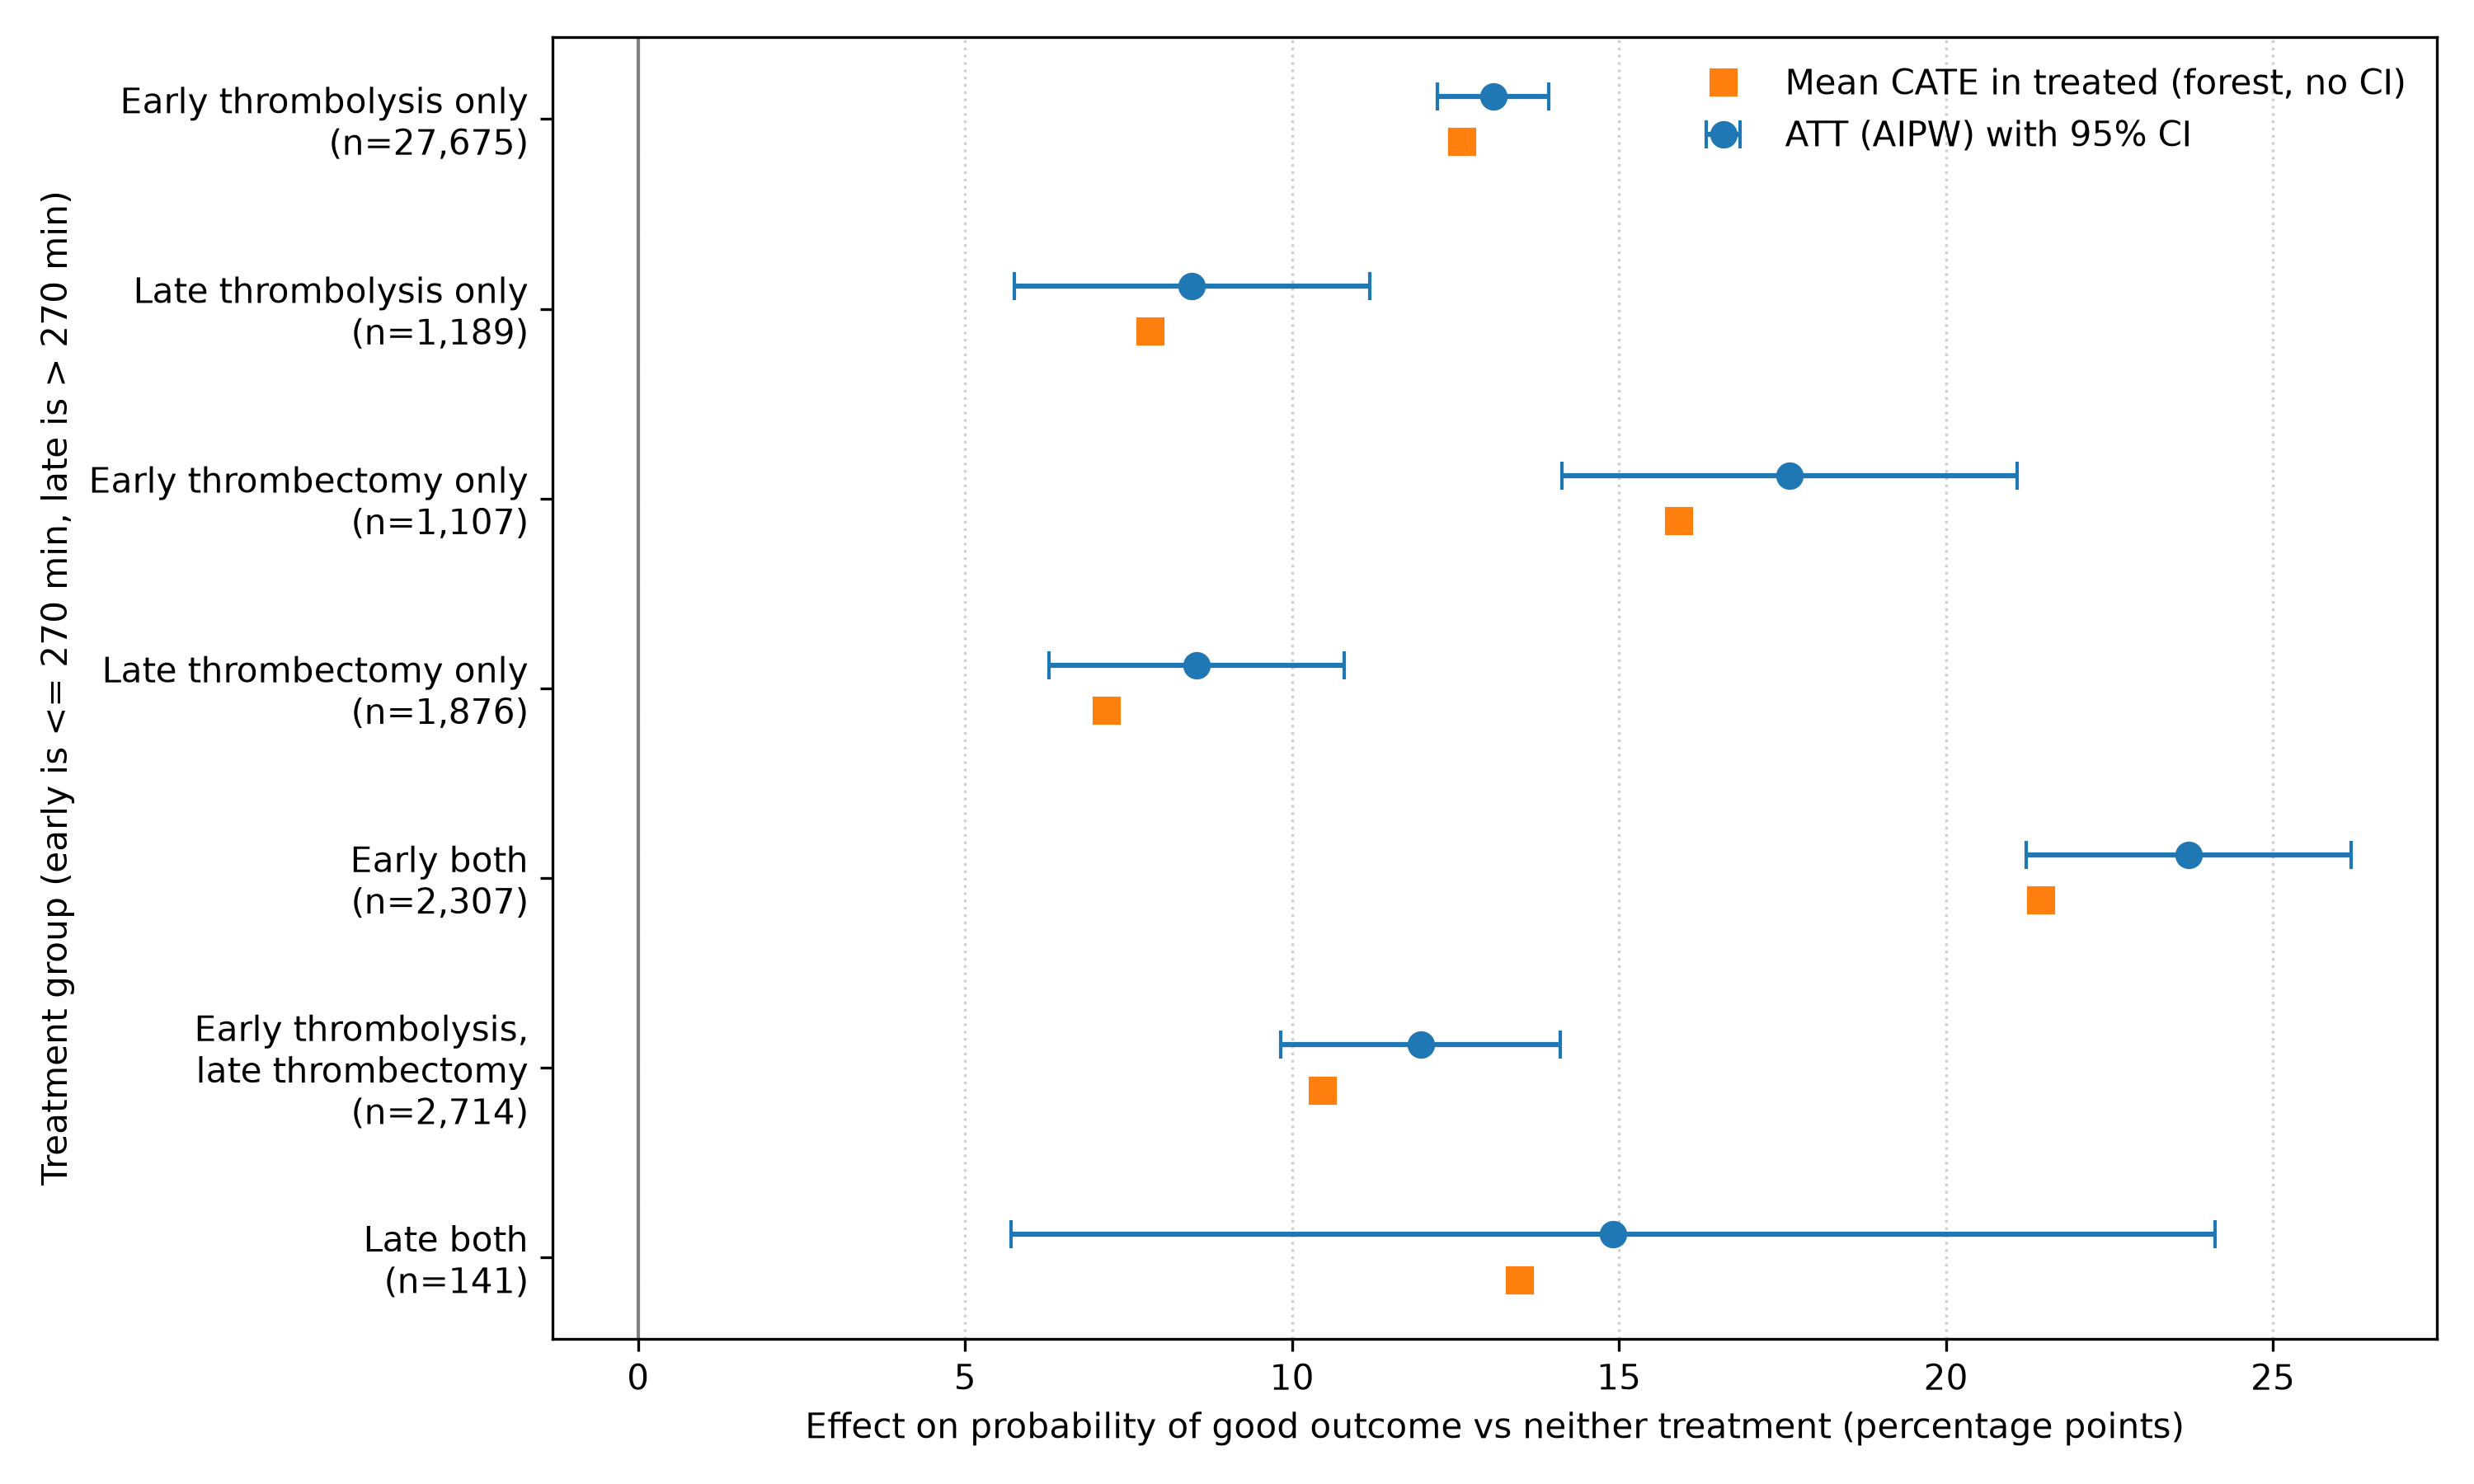 Mean CATE in treated (forest, no CI)
ATT (AIPW) with 95% CI
Treatment group (early is <= 270 min, late is > 270 min)
Early thrombolysis only
(n=27,675)
Late thrombolysis only
(n=1,189)
Early thrombectomy only
(n=1,107)
Late thrombectomy only
(n=1,876)
Early both
(n=2,307)
Early thrombolysis,
late thrombectomy
(n=2,714)
Late both
(n=141)
0 5 10 15 20 25
Effect on probability of good outcome vs neither treatment (percentage points)